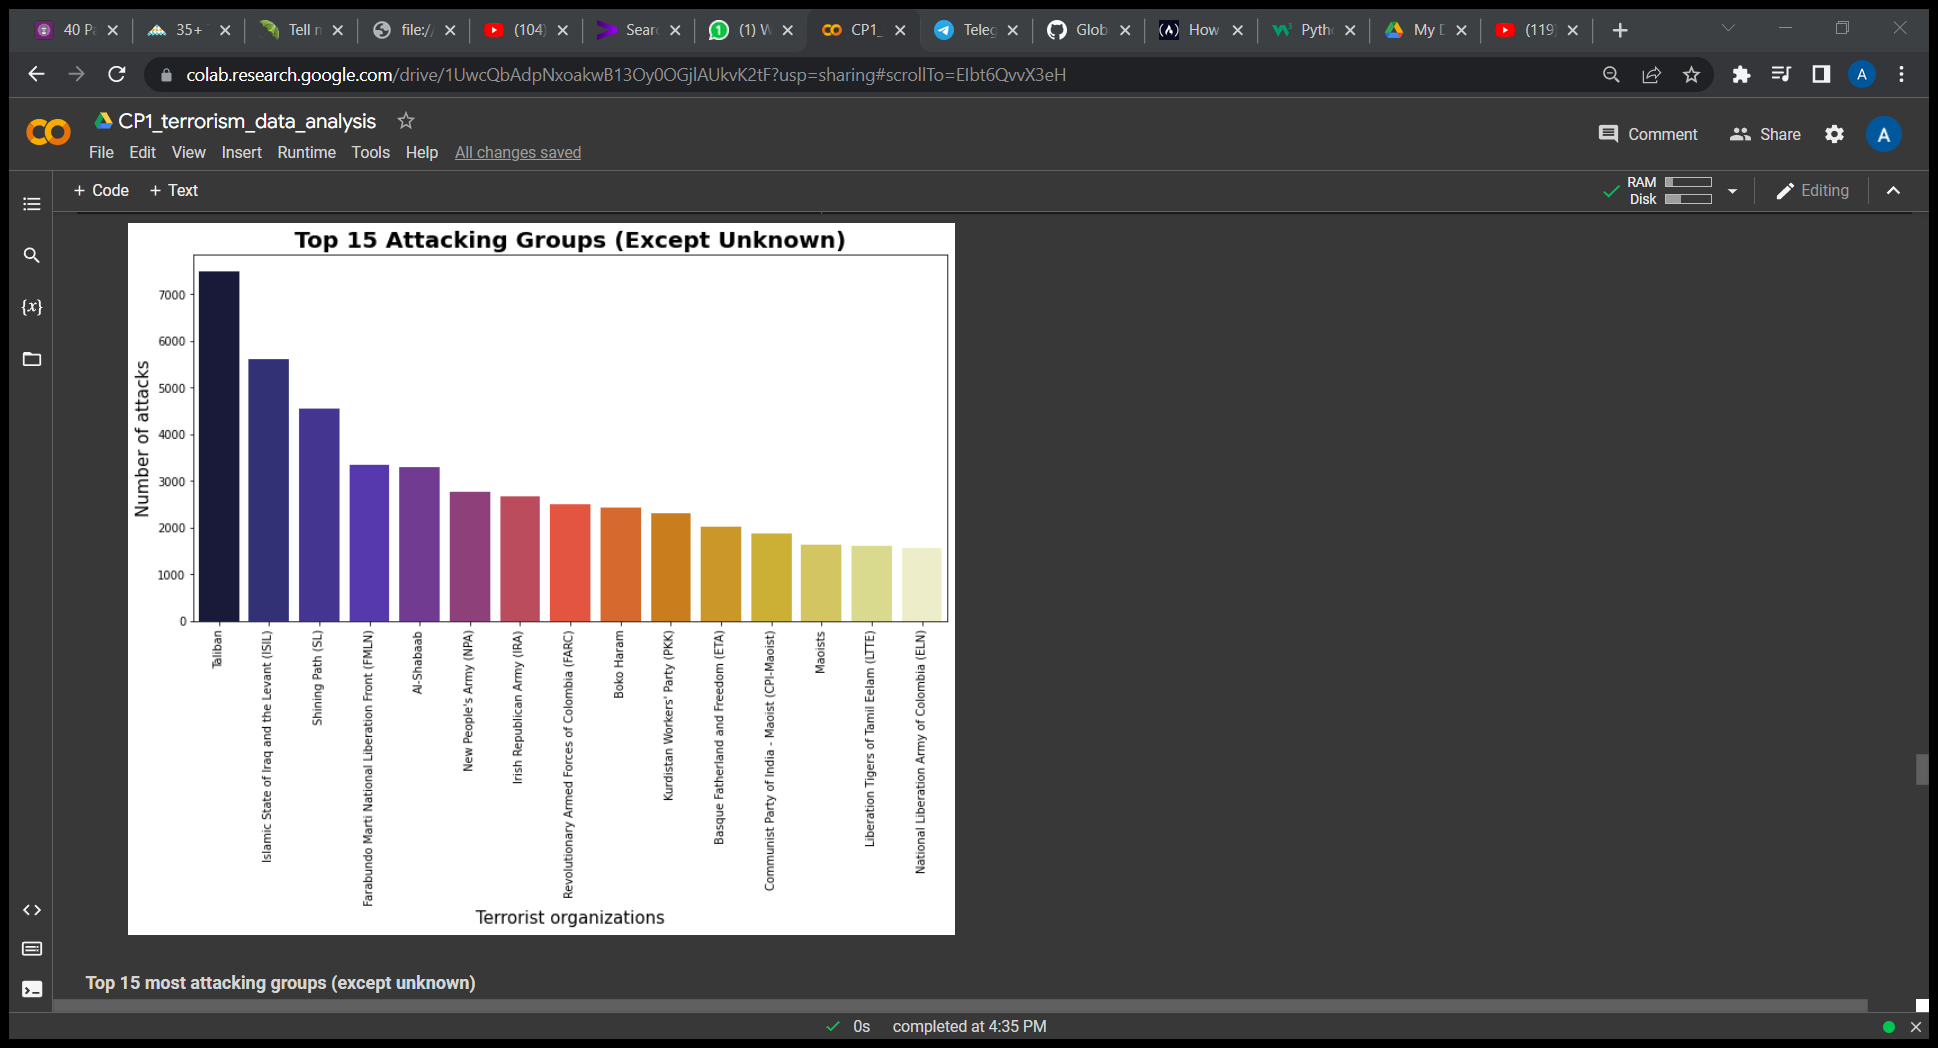 40 Pa
35+
Tell n
file:/
(104)
Sear
(1) W
CP1_
Teleg
Glob
How
Pyth
My D
(119)
colab.research.google.com/drive/1UwcQbAdpNxoakwB13Oy0OGjlAUkvK2tF?usp=sharing#scrollTo=EIbt6QvvX3eH
A
CP1_terrorism_data_analysis
File Edit View Insert Runtime Tools Help All changes saved
Comment
Share
A
+ Code + Text
RAM
Disk
Editing
{x}
Top 15 Attacking Groups (Except Unknown)
Number of attacks
7000
6000
5000
4000
3000
2000
1000
0
Taliban
Islamic State of Iraq and the Levant (ISIL)
Shining Path (SL)
Farabundo Marti National Liberation Front (FMLN)
Al-Shabaab
New People's Army (NPA)
Irish Republican Army (IRA)
Revolutionary Armed Forces of Colombia (FARC)
Boko Haram
Kurdistan Workers' Party (PKK)
Basque Fatherland and Freedom (ETA)
Communist Party of India - Maoist (CPI-Maoist)
Maoists
Liberation Tigers of Tamil Eelam (LTTE)
National Liberation Army of Colombia (ELN)
Terrorist organizations
Top 15 most attacking groups (except unknown)
0s completed at 4:35 PM